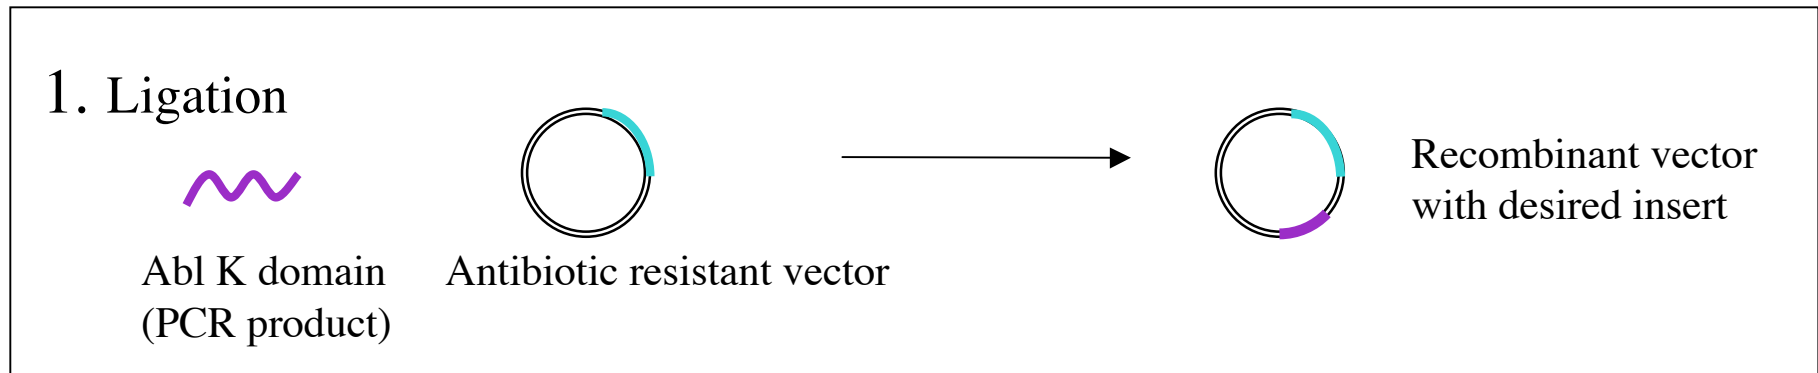 1. Ligation
Abl K domain
(PCR product)
Antibiotic resistant vector
Recombinant vector
with desired insert